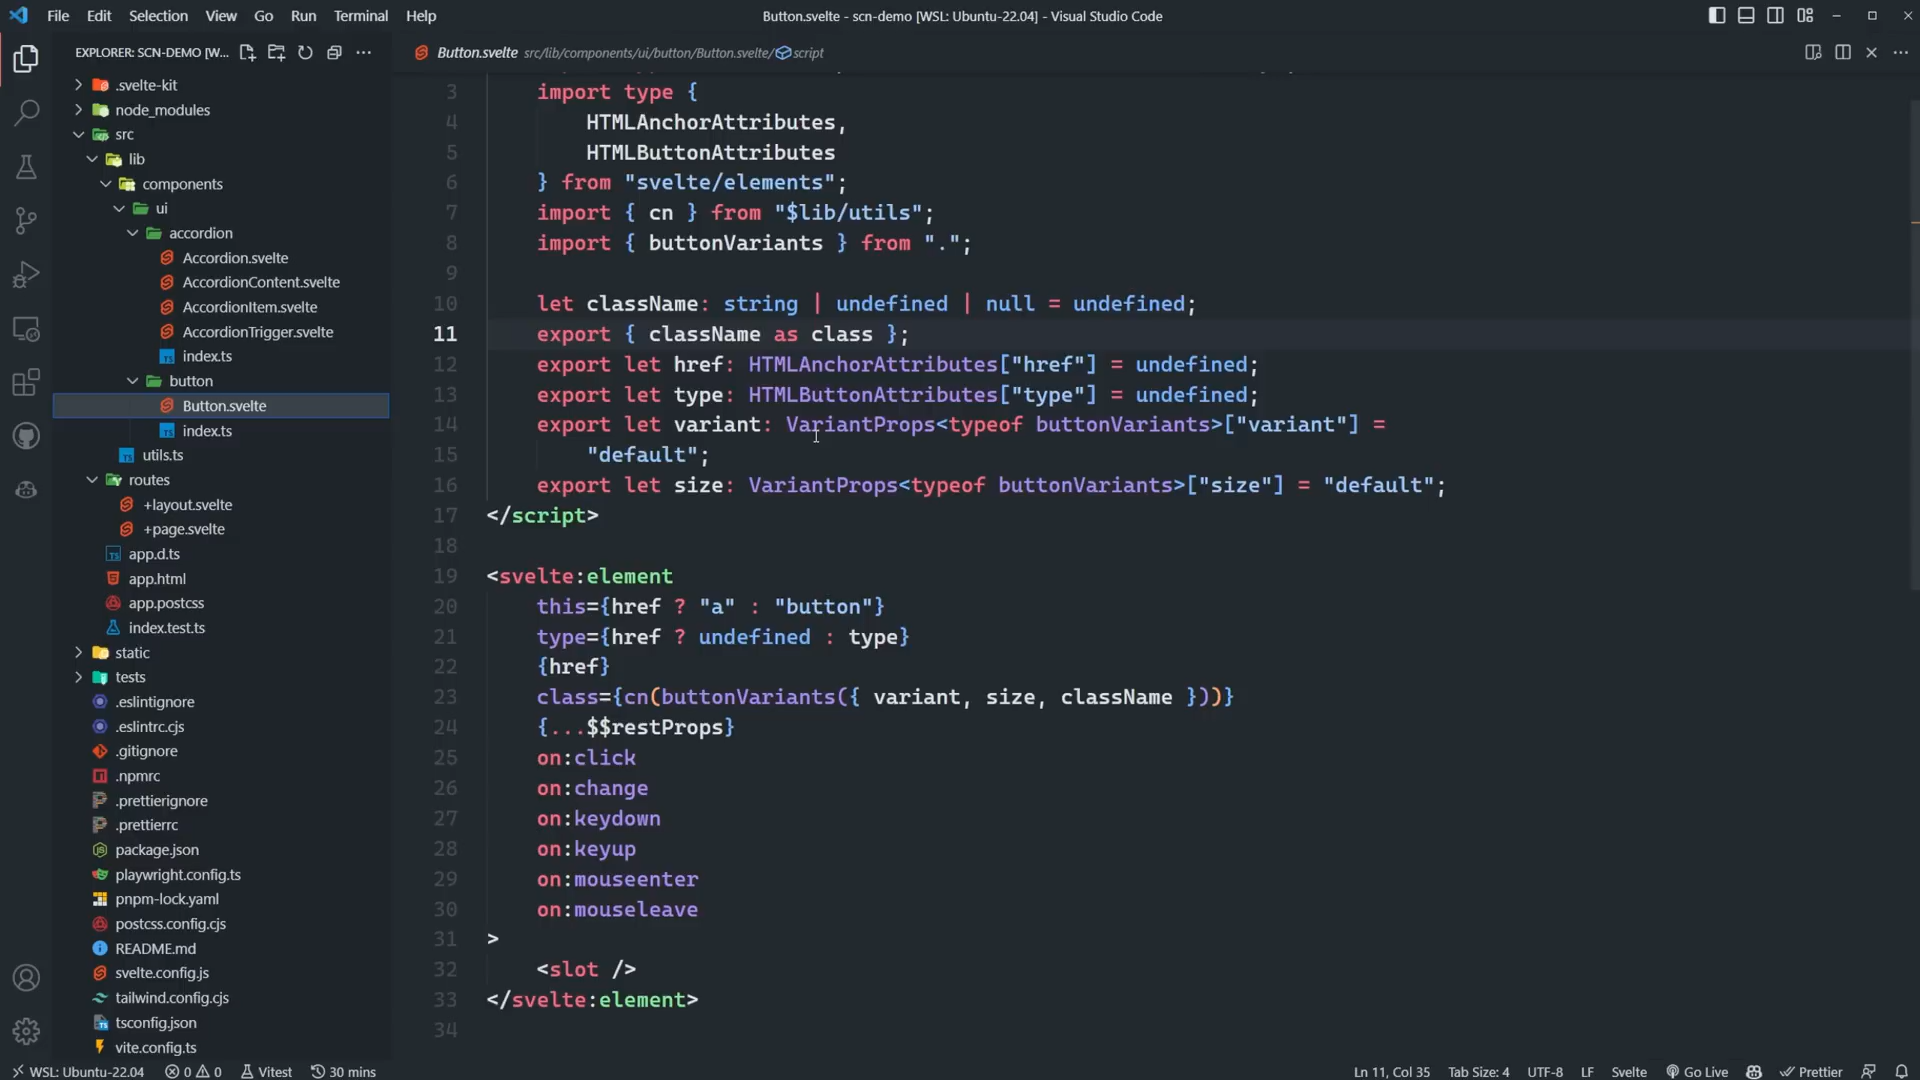 File Edit Selection View Go Run Terminal Help
Button.svelte - scn-demo [WSL: Ubuntu-22.04] - Visual Studio Code
EXPLORER: SCN-DEMO [W...
.svelte-kit
node_modules
src
lib
components
ui
accordion
Accordion.svelte
AccordionContent.svelte
AccordionItem.svelte
AccordionTrigger.svelte
index.ts
button
Button.svelte
index.ts
utils.ts
routes
+layout.svelte
+page.svelte
app.d.ts
app.html
app.postcss
index.test.ts
static
tests
.eslintignore
.eslintrc.cjs
.gitignore
.npmrc
.prettierignore
.prettierrc
package.json
playwright.config.ts
pnpm-lock.yaml
postcss.config.cjs
README.md
svelte.config.js
tailwind.config.cjs
tsconfig.json
vite.config.ts
Button.svelte src/lib/components/ui/button/Button.svelte/script
3 import type {
4 HTMLAnchorAttributes,
5 HTMLButtonAttributes
6 } from "svelte/elements";
7 import { cn } from "$lib/utils";
8 import { buttonVariants } from ".";
9
10 let className: string | undefined | null = undefined;
11 export { className as class };
12 export let href: HTMLAnchorAttributes["href"] = undefined;
13 export let type: HTMLButtonAttributes["type"] = undefined;
14 export let variant: VariantProps<typeof buttonVariants>["variant"] =
15 "default";
16 export let size: VariantProps<typeof buttonVariants>["size"] = "default";
17 </script>
18
19 <svelte:element
20 this={href ? "a" : "button"}
21 type={href ? undefined : type}
22 {href}
23 class={cn(buttonVariants({ variant, size, className }))}
24 {...$$restProps}
25 on:click
26 on:change
27 on:keydown
28 on:keyup
29 on:mouseenter
30 on:mouseleave
31 >
32 <slot />
33 </svelte:element>
34
WSL: Ubuntu-22.04 0 0 Vitest 30 mins Ln 11, Col 35 Tab Size: 4 UTF-8 LF Svelte Go Live Prettier